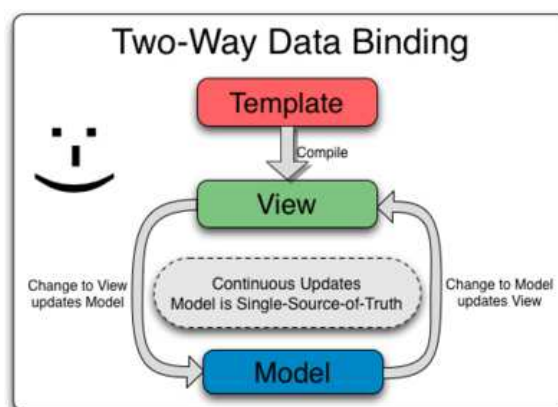 Two-Way Data Binding
Template
Compile
View
Change to View
updates Model
Continuous Updates
Model is Single-Source-of-Truth
Change to Model
updates View
Model